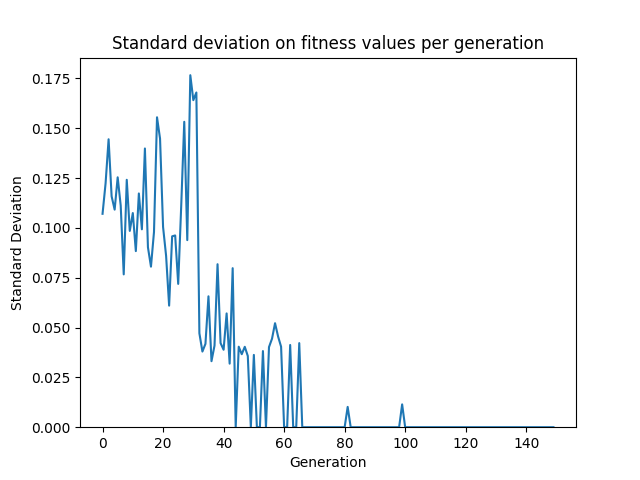 Standard deviation on fitness values per generation
0.175
0.150
0.125
0.100
0.075
0.050
0.025
0.000
Standard Deviation
0 20 40 60 80 100 120 140
Generation